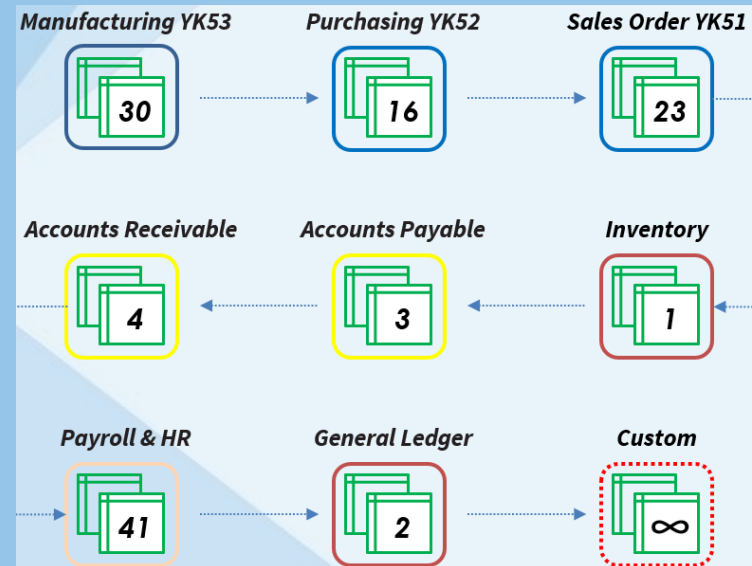 Manufacturing YK53 Purchasing YK52 Sales Order YK51
30 16 23
Accounts Receivable Accounts Payable Inventory
4 3 1
Payroll & HR General Ledger Custom
41 2 ∞